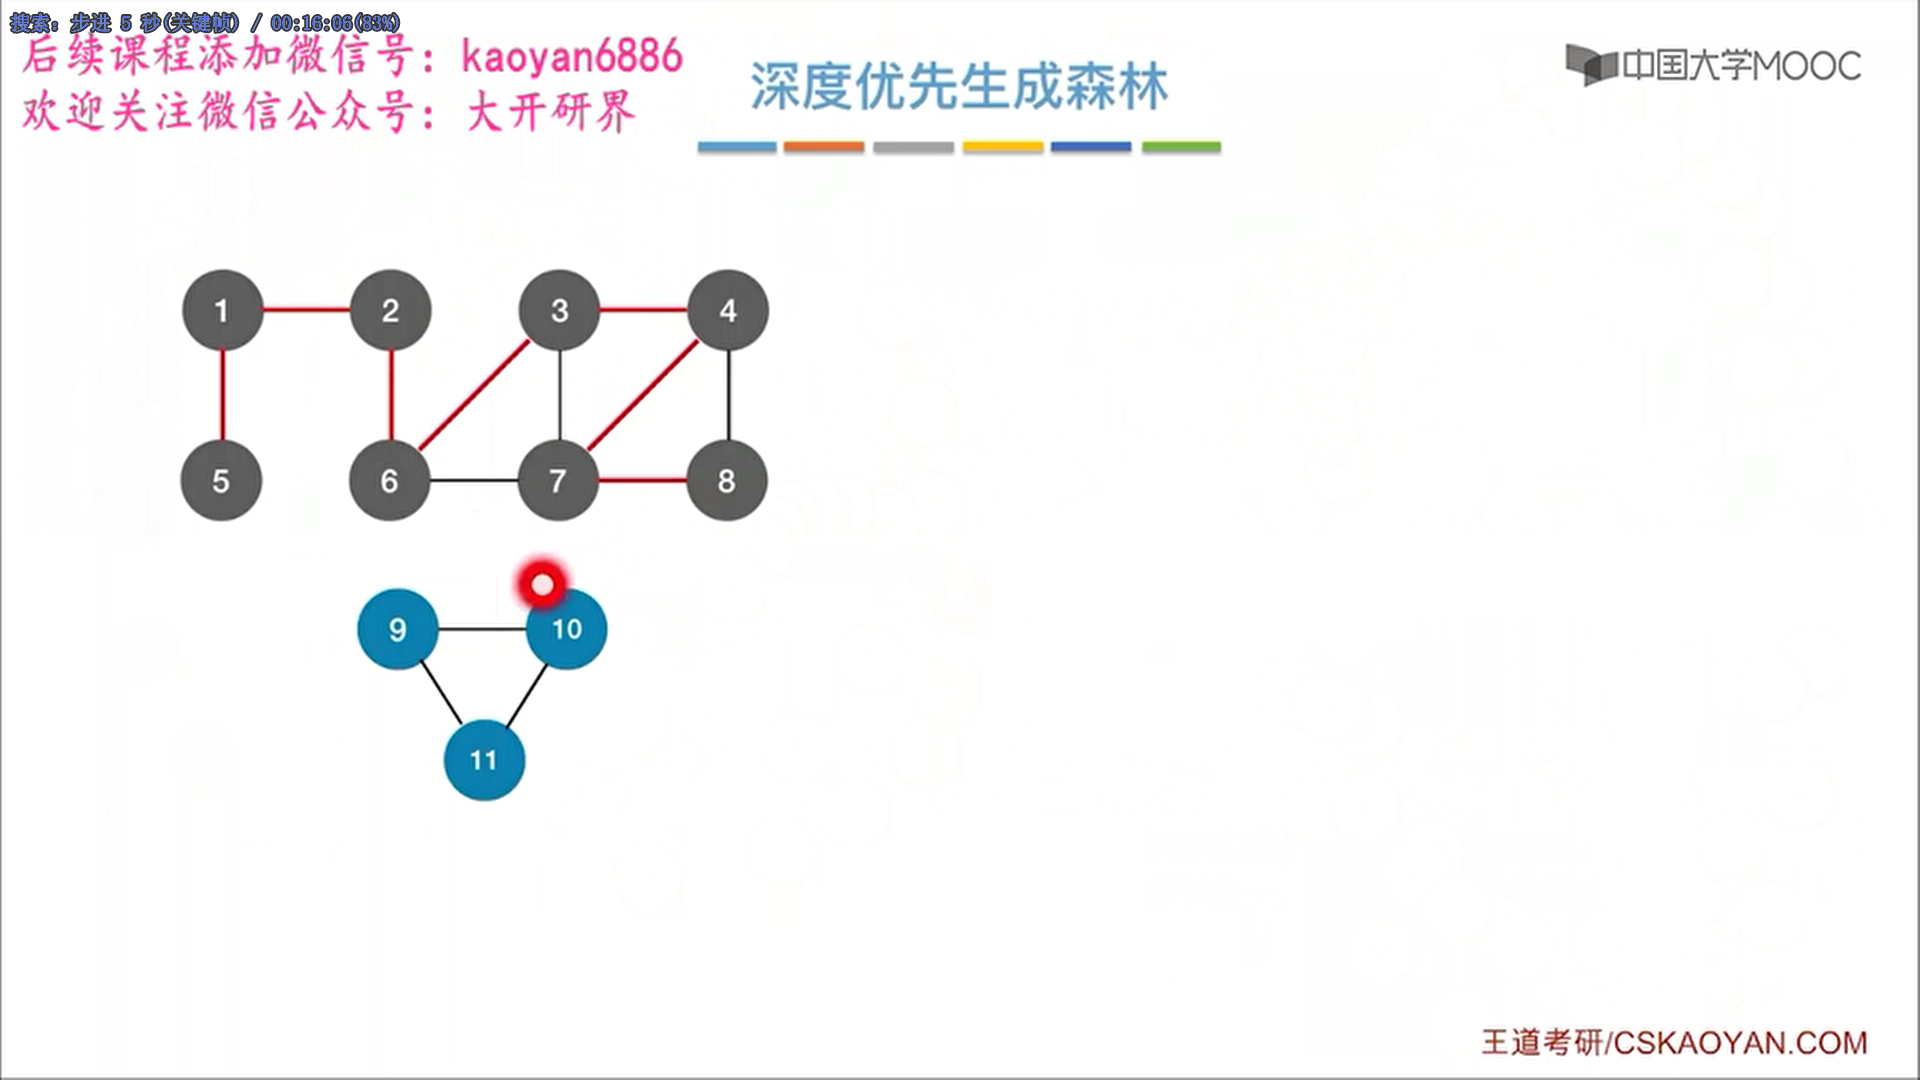 搜索: 步进 5 秒(关键帧) / 00:16:06(83%)
后续课程添加微信号：kaoyan6886
欢迎关注微信公众号：大开研界
深度优先生成森林
中国大学MOOC
1 2 3 4
5 6 7 8
9 10
11
王道考研/CSKAOYAN.COM